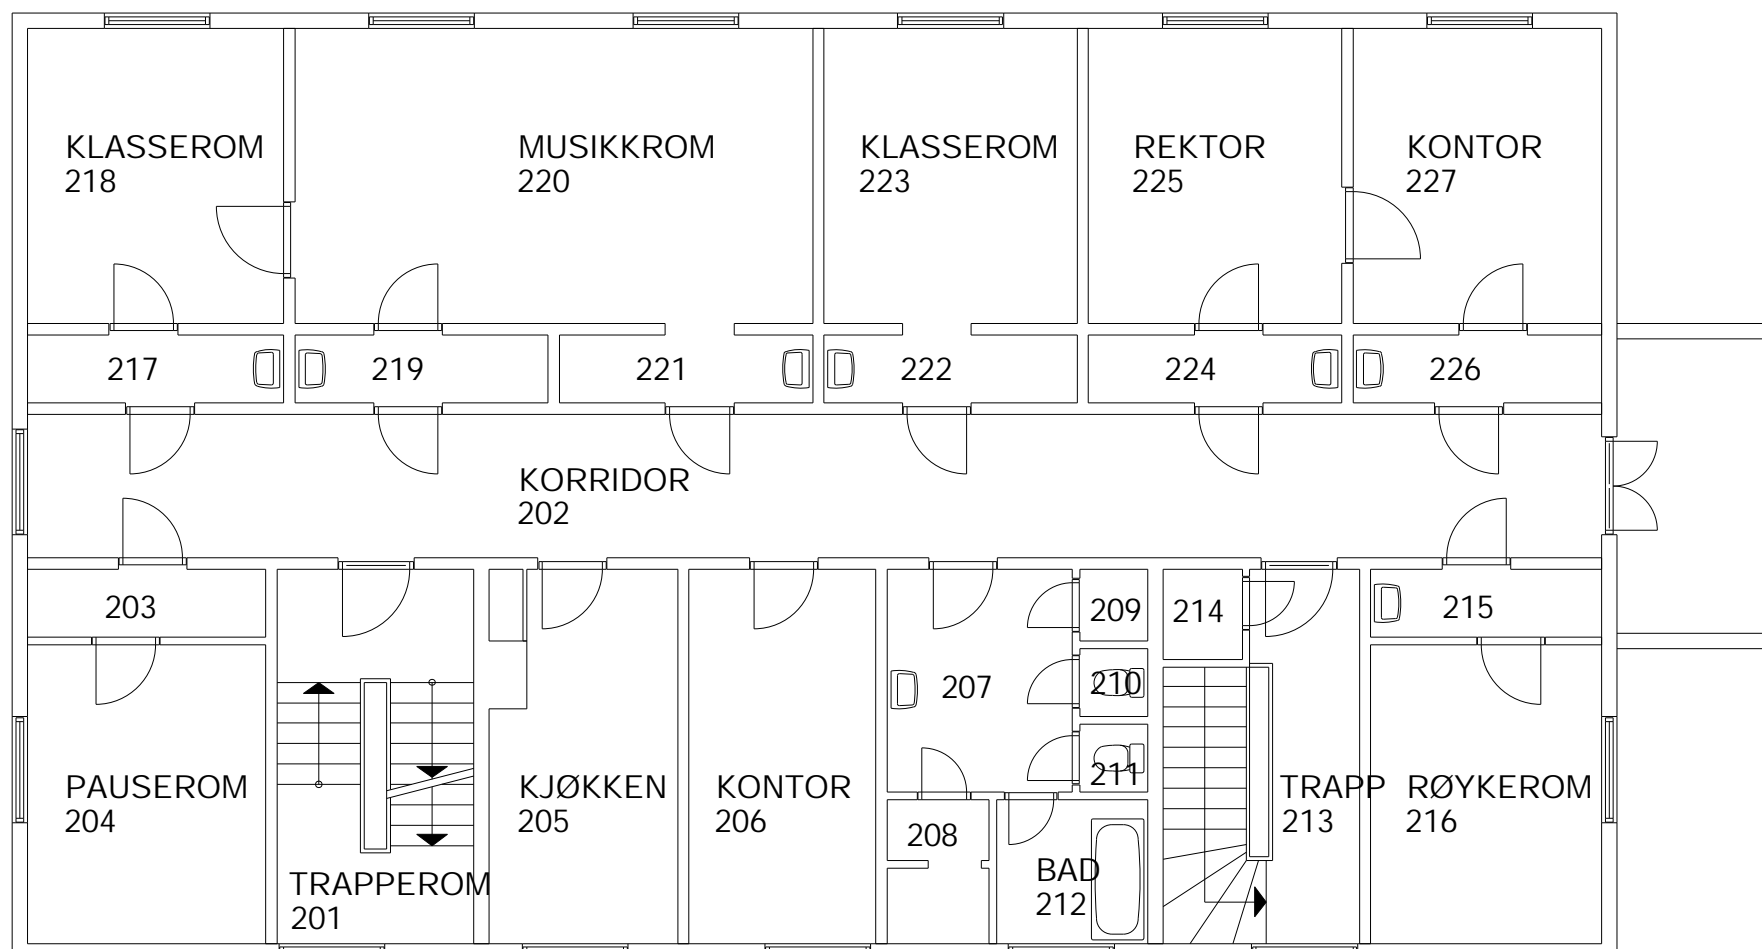 KLASSEROM
218
MUSIKKROM
220
KLASSEROM
223
REKTOR
225
KONTOR
227
217
219
221
222
224
226
KORRIDOR
202
203
209
214
215
207
210
211
PAUSEROM
204
KJØKKEN
205
KONTOR
206
TRAPP
213
RØYKEROM
216
208
TRAPPEROM
201
BAD
212